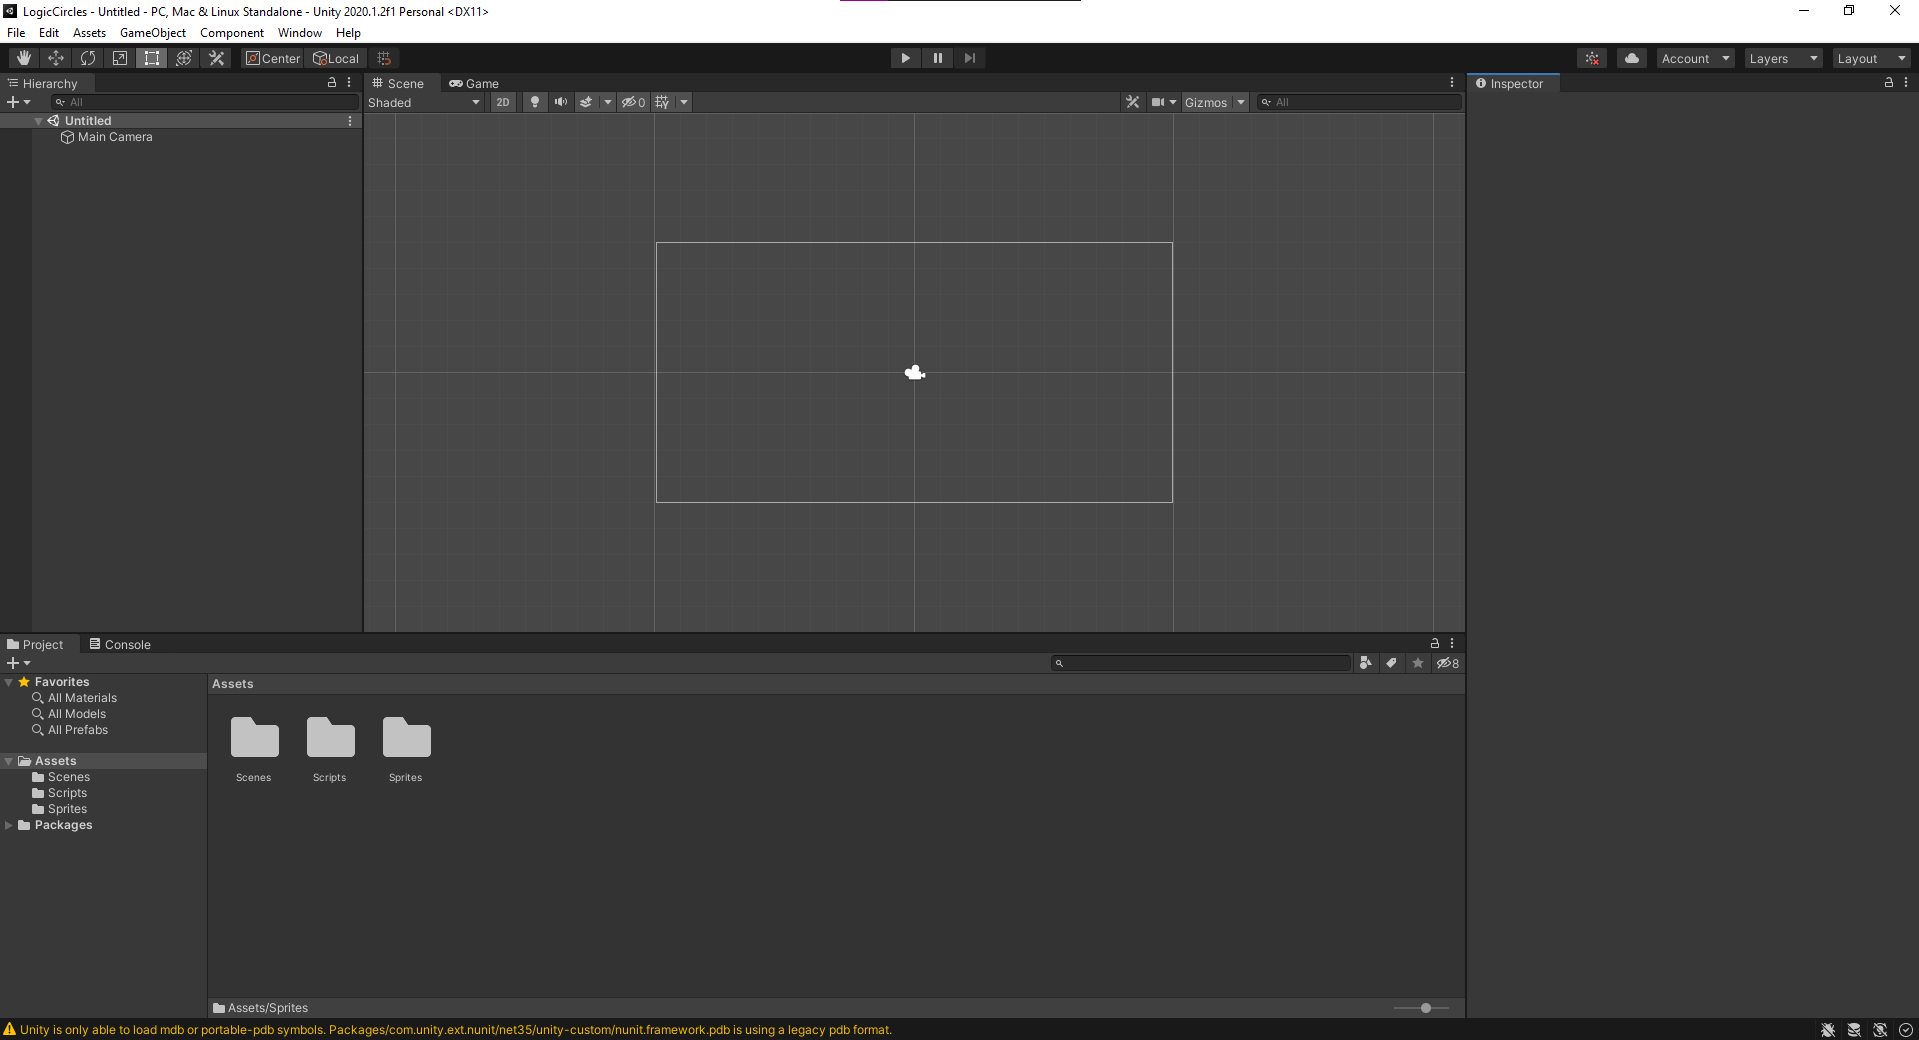 LogicCircles - Untitled - PC, Mac & Linux Standalone - Unity 2020.1.2f1 Personal <DX11>
File Edit Assets GameObject Component Window Help
Center Local Account Layers Layout
Hierarchy
All
Untitled
Main Camera
Scene Game
Shaded 2D 0 Gizmos All
Inspector
Project Console
8
Favorites
All Materials
All Models
All Prefabs
Assets
Scenes
Scripts
Sprites
Packages
Assets
Scenes Scripts Sprites
Assets/Sprites
Unity is only able to load mdb or portable-pdb symbols. Packages/com.unity.ext.nunit/net35/unity-custom/nunit.framework.pdb is using a legacy pdb format.